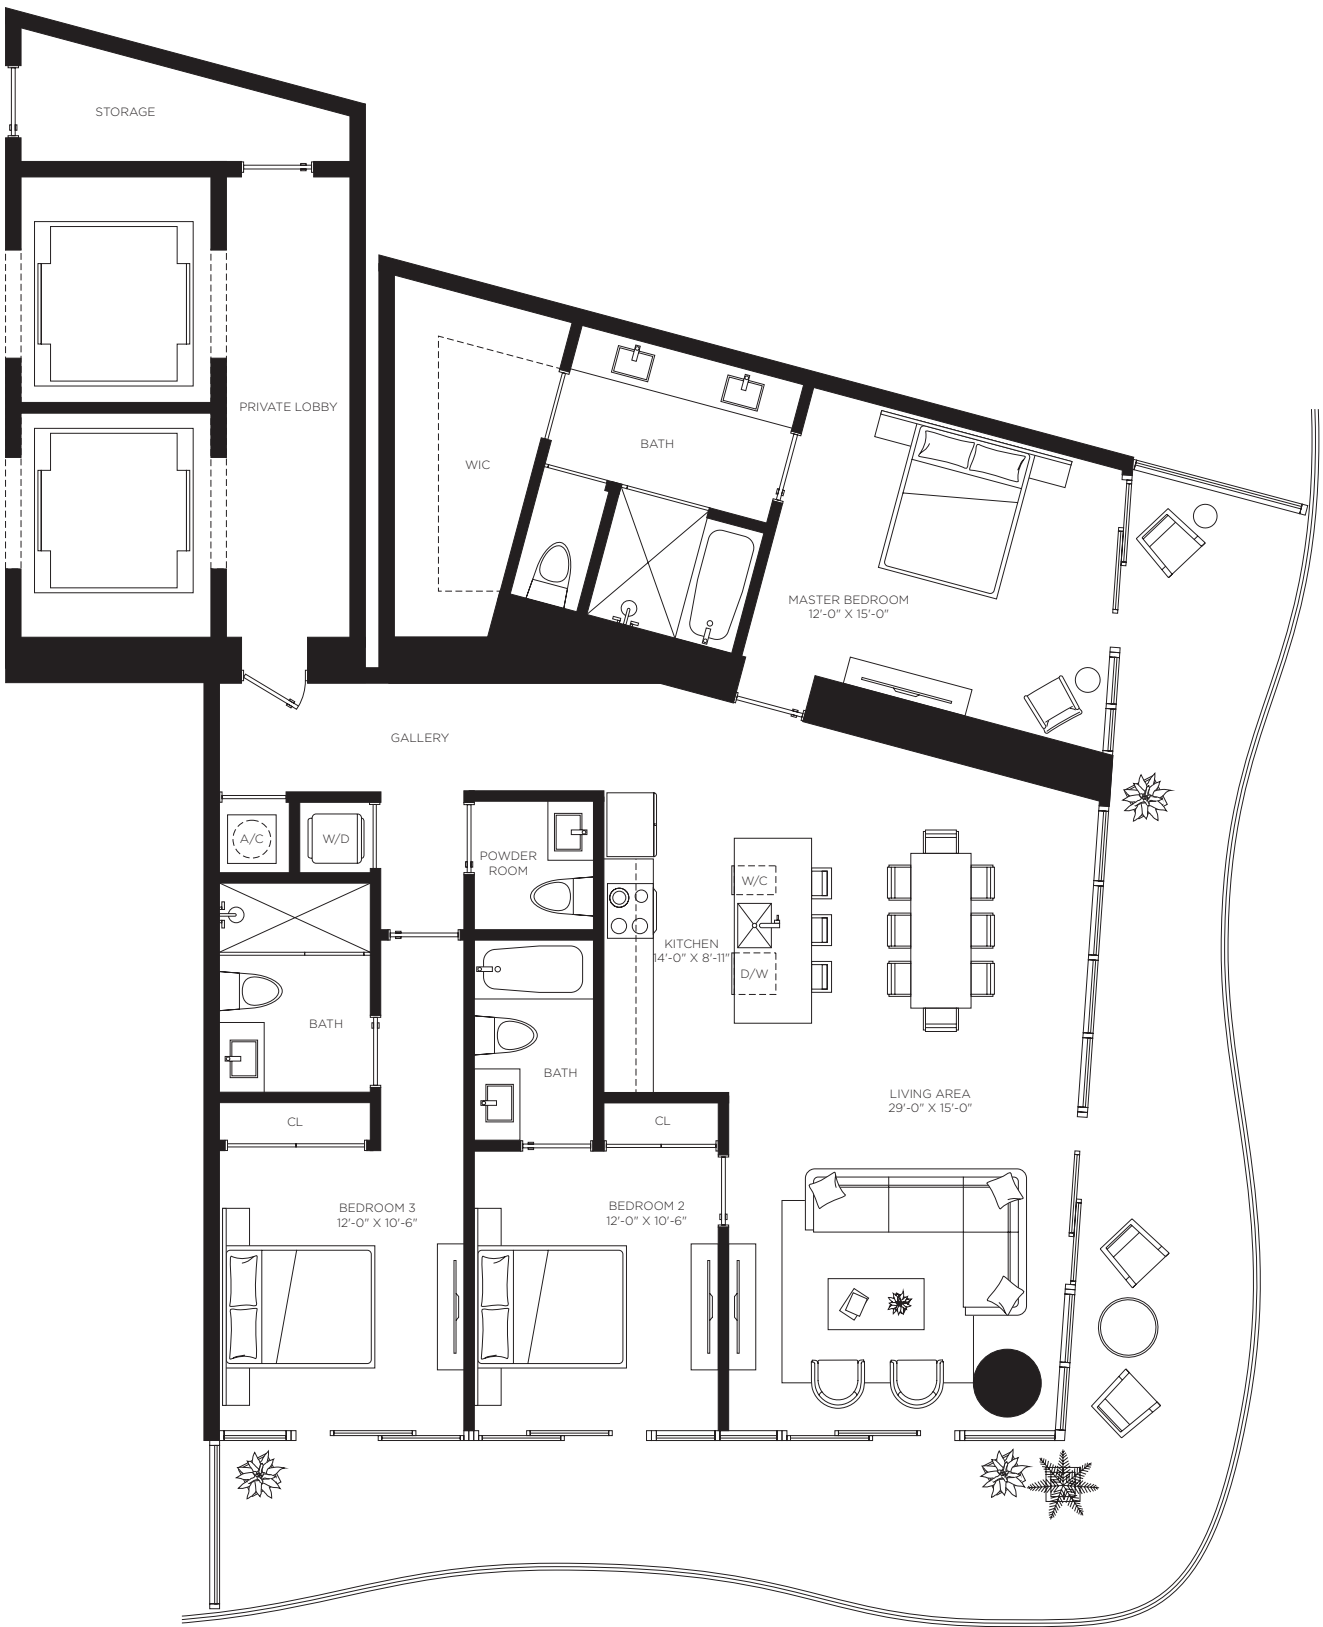 STORAGE
PRIVATE LOBBY
WIC
BATH
MASTER BEDROOM
12'-0" X 15'-0"
GALLERY
A/C
W/D
POWDER
ROOM
W/C
KITCHEN
14'-0" X 8'-11"
D/W
BATH
BATH
LIVING AREA
29'-0" X 15'-0"
CL
CL
BEDROOM 3
12'-0" X 10'-6"
BEDROOM 2
12'-0" X 10'-6"